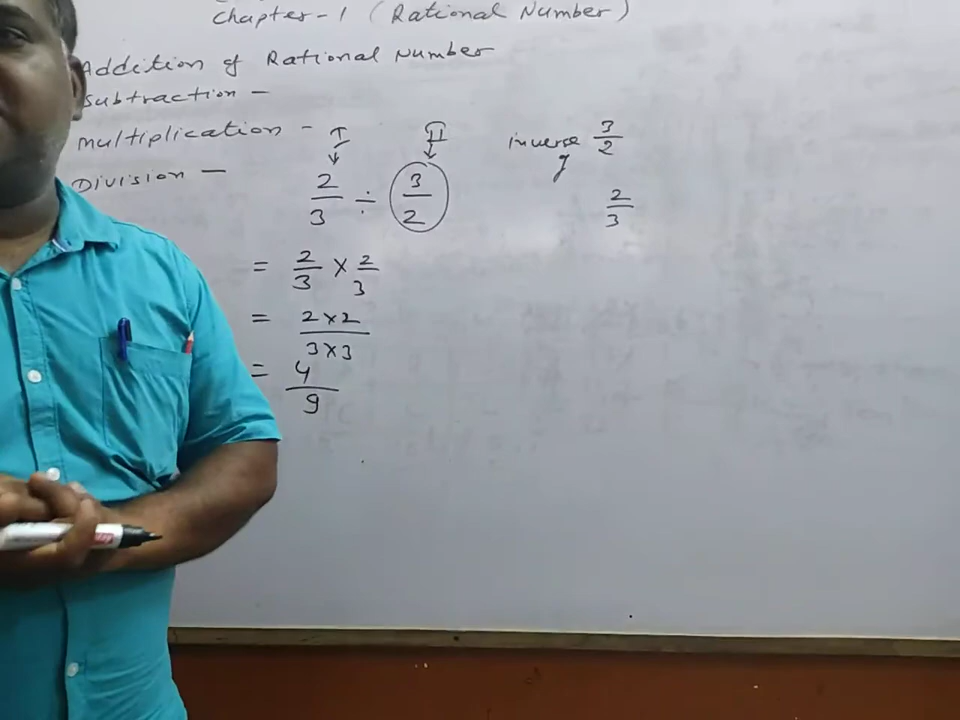 Chapter-1 (Rational Number)
Addition of Rational Number
Subtraction -
Multiplication -
I II
Division -
2/3 ÷ 3/2
inverse of 3/2
2/3
= 2/3 × 2/3
= 2×2/3×3
= 4/9